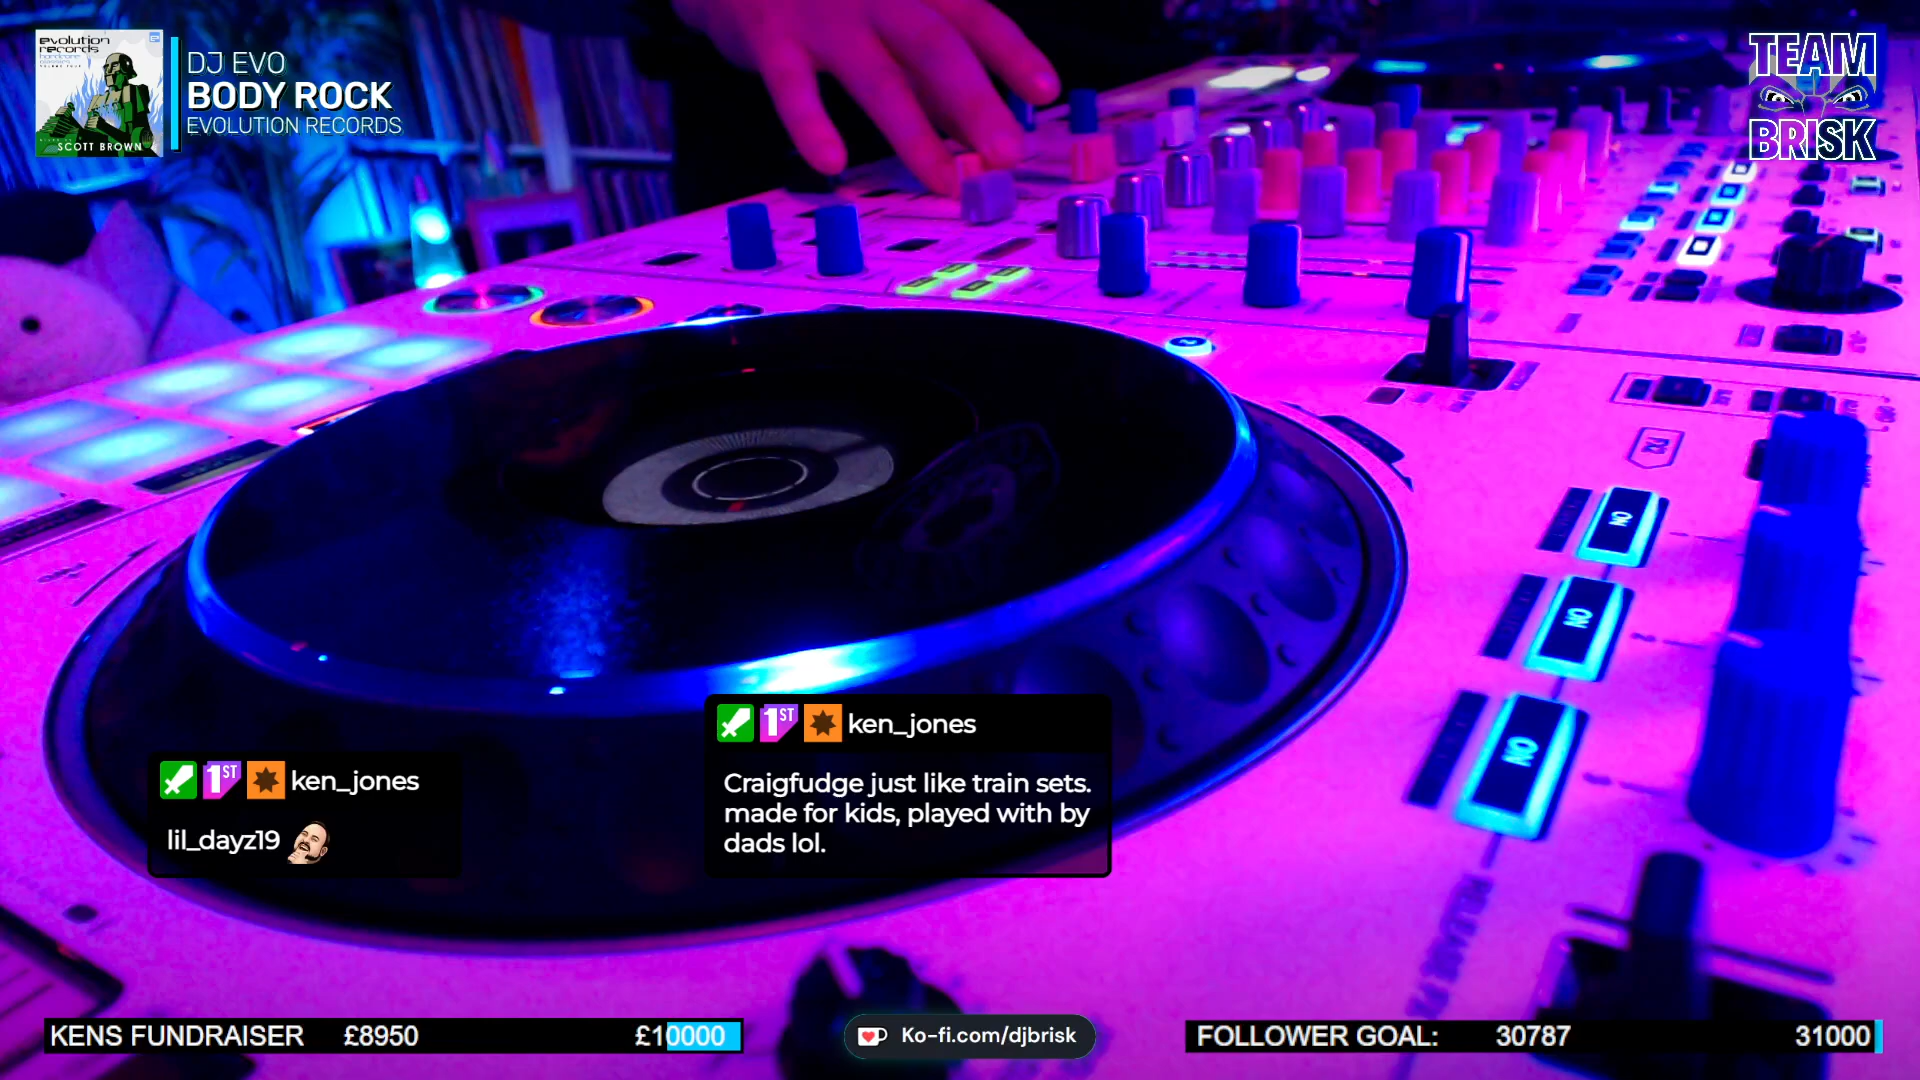 evolution
records
SCOTT BROWN
DJ EVO
BODY ROCK
EVOLUTION RECORDS
TEAM
BRISK
ON
ON
ON
1ST ken_jones
Craigfudge just like train sets.
made for kids, played with by
dads lol.
1ST ken_jones
lil_dayz19
KENS FUNDRAISER £8950 £10000
Ko-fi.com/djbrisk
FOLLOWER GOAL: 30787 31000